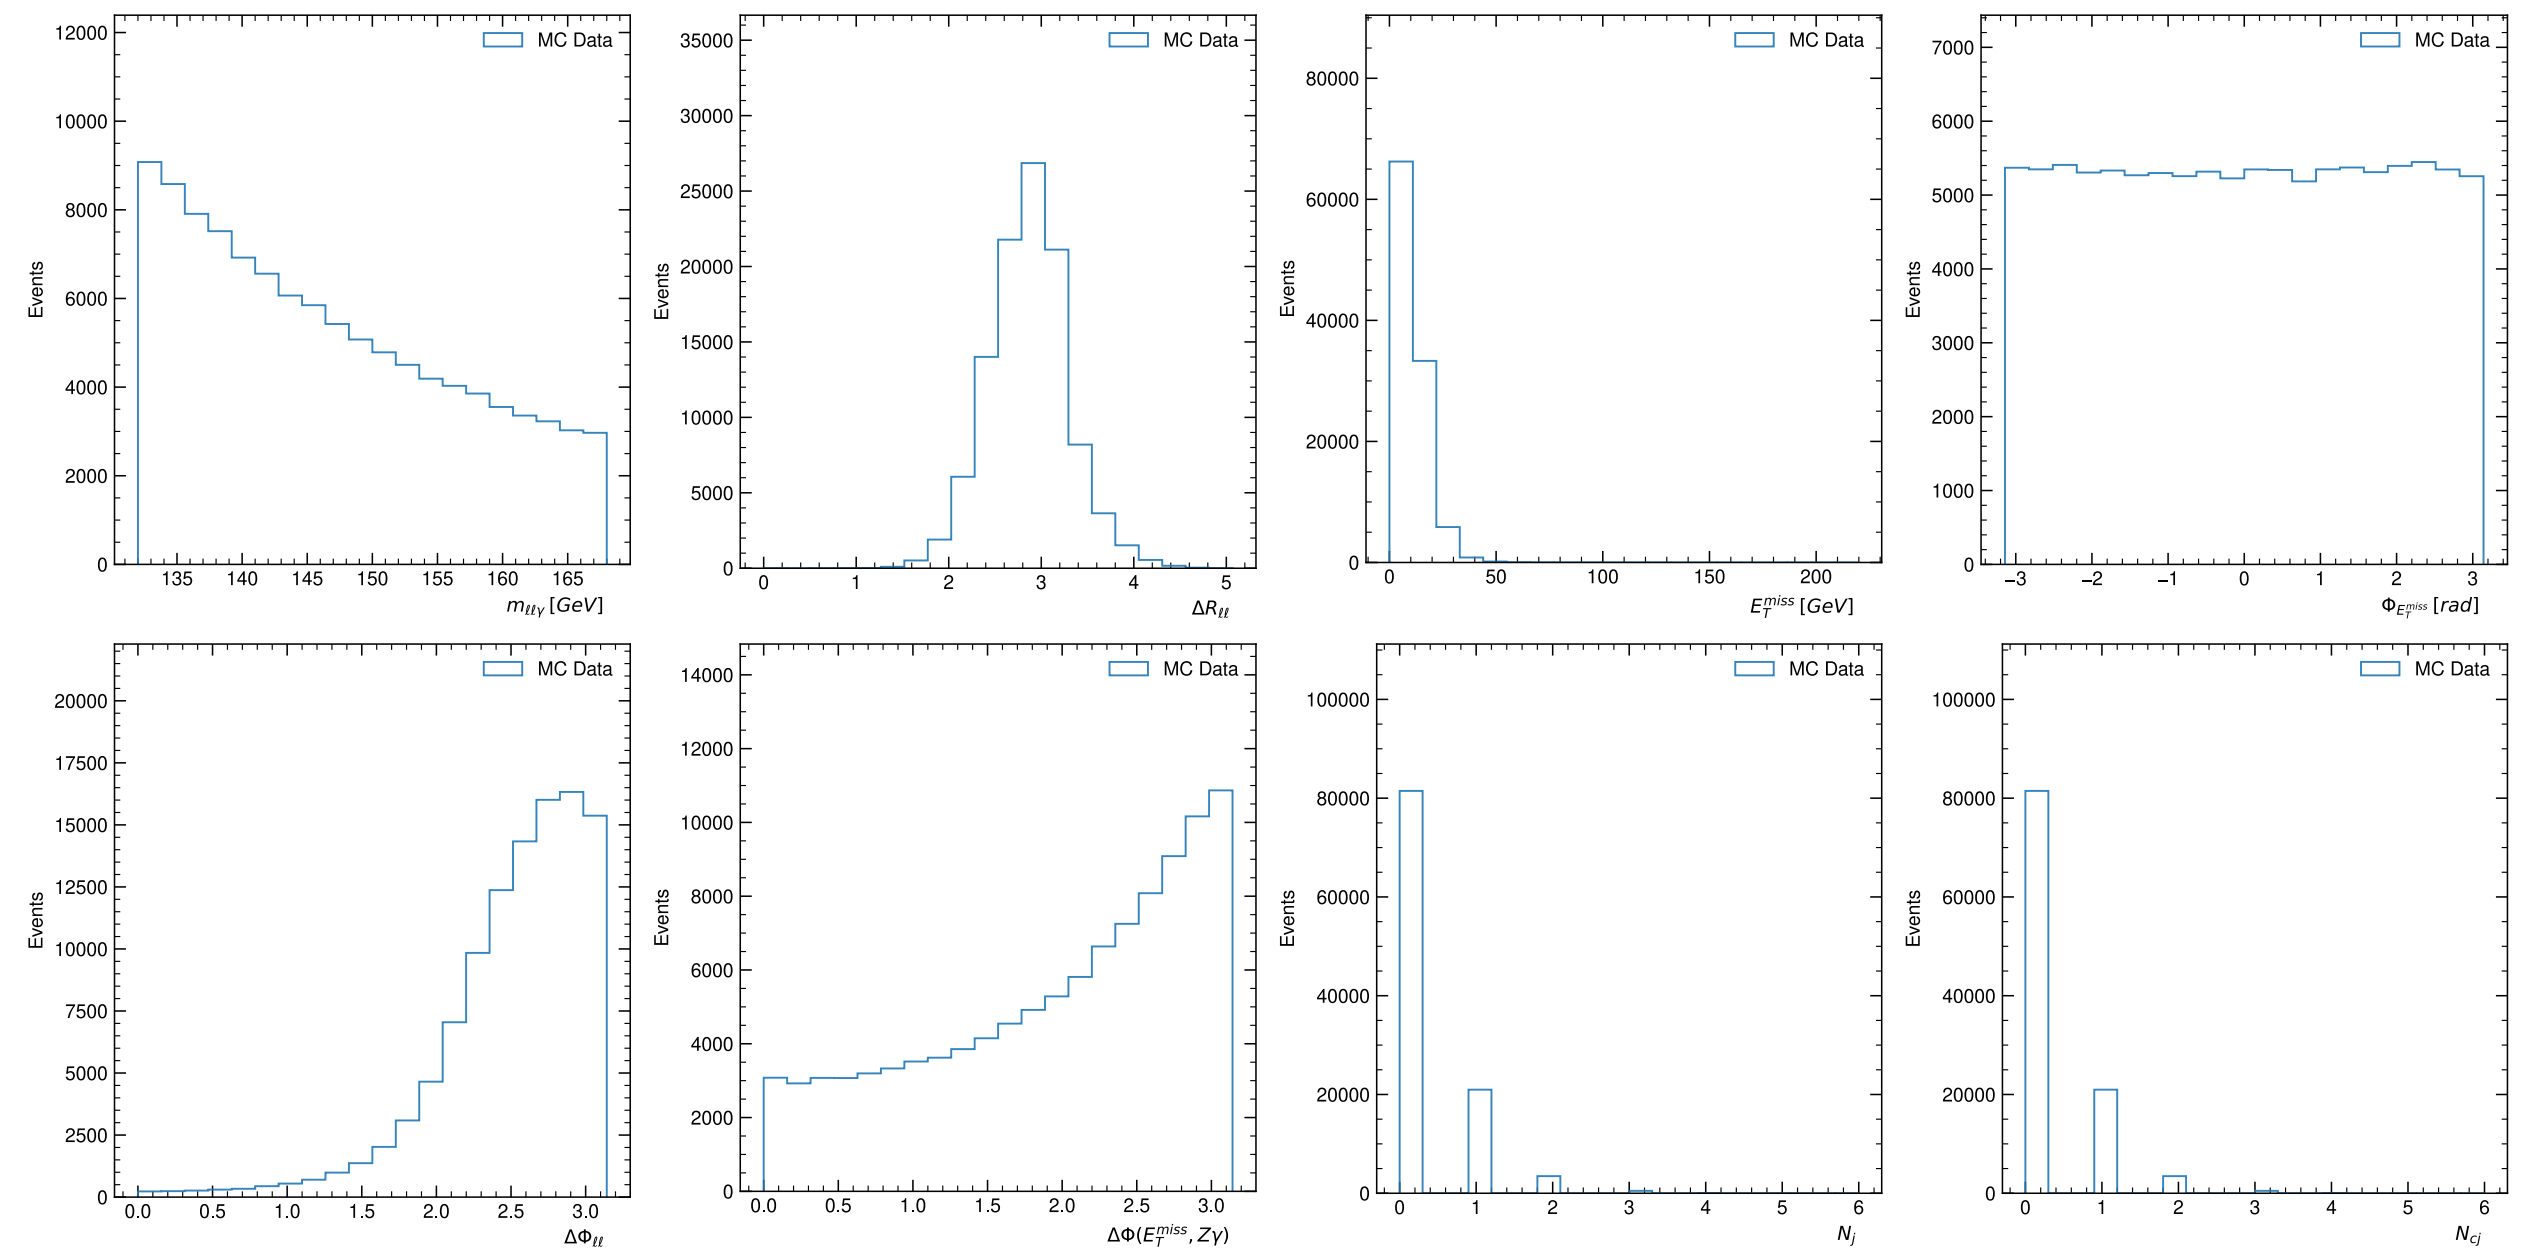 MC Data
12000
10000
8000
6000
4000
2000
0
Events
135 140 145 150 155 160 165
m_ℓℓγ [GeV]
MC Data
35000
30000
25000
20000
15000
10000
5000
0
Events
0 1 2 3 4 5
ΔR_ℓℓ
MC Data
80000
60000
40000
20000
0
Events
0 50 100 150 200
E_T^miss [GeV]
MC Data
7000
6000
5000
4000
3000
2000
1000
0
Events
−3 −2 −1 0 1 2 3
Φ_E_T^miss [rad]
MC Data
20000
17500
15000
12500
10000
7500
5000
2500
0
Events
0.0 0.5 1.0 1.5 2.0 2.5 3.0
ΔΦ_ℓℓ
MC Data
14000
12000
10000
8000
6000
4000
2000
0
Events
0.0 0.5 1.0 1.5 2.0 2.5 3.0
ΔΦ(E_T^miss, Zγ)
MC Data
100000
80000
60000
40000
20000
0
Events
0 1 2 3 4 5 6
N_j
MC Data
100000
80000
60000
40000
20000
0
Events
0 1 2 3 4 5 6
N_cj